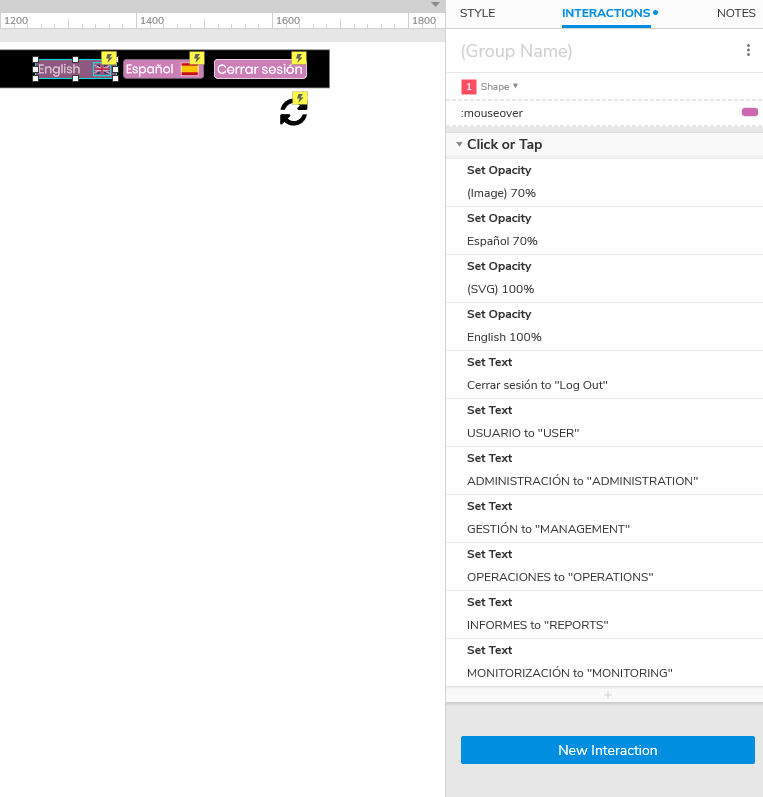 STYLE INTERACTIONS NOTES
1200 1400 1600 1800
(Group Name)
English Español Cerrar sesión
1 Shape
:mouseover
Click or Tap
Set Opacity
(Image) 70%
Set Opacity
Español 70%
Set Opacity
(SVG) 100%
Set Opacity
English 100%
Set Text
Cerrar sesión to "Log Out"
Set Text
USUARIO to "USER"
Set Text
ADMINISTRACIÓN to "ADMINISTRATION"
Set Text
GESTIÓN to "MANAGEMENT"
Set Text
OPERACIONES to "OPERATIONS"
Set Text
INFORMES to "REPORTS"
Set Text
MONITORIZACIÓN to "MONITORING"
+
New Interaction